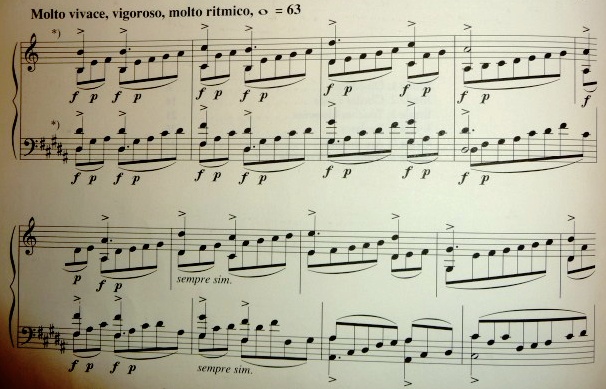 Molto vivace, vigoroso, molto ritmico, 𝅝 = 63
*)
f p f p f p f p f p f p f p f
*)
f p f p f p f p f p f p f p
p f p
sempre sim.
f p f p
sempre sim.